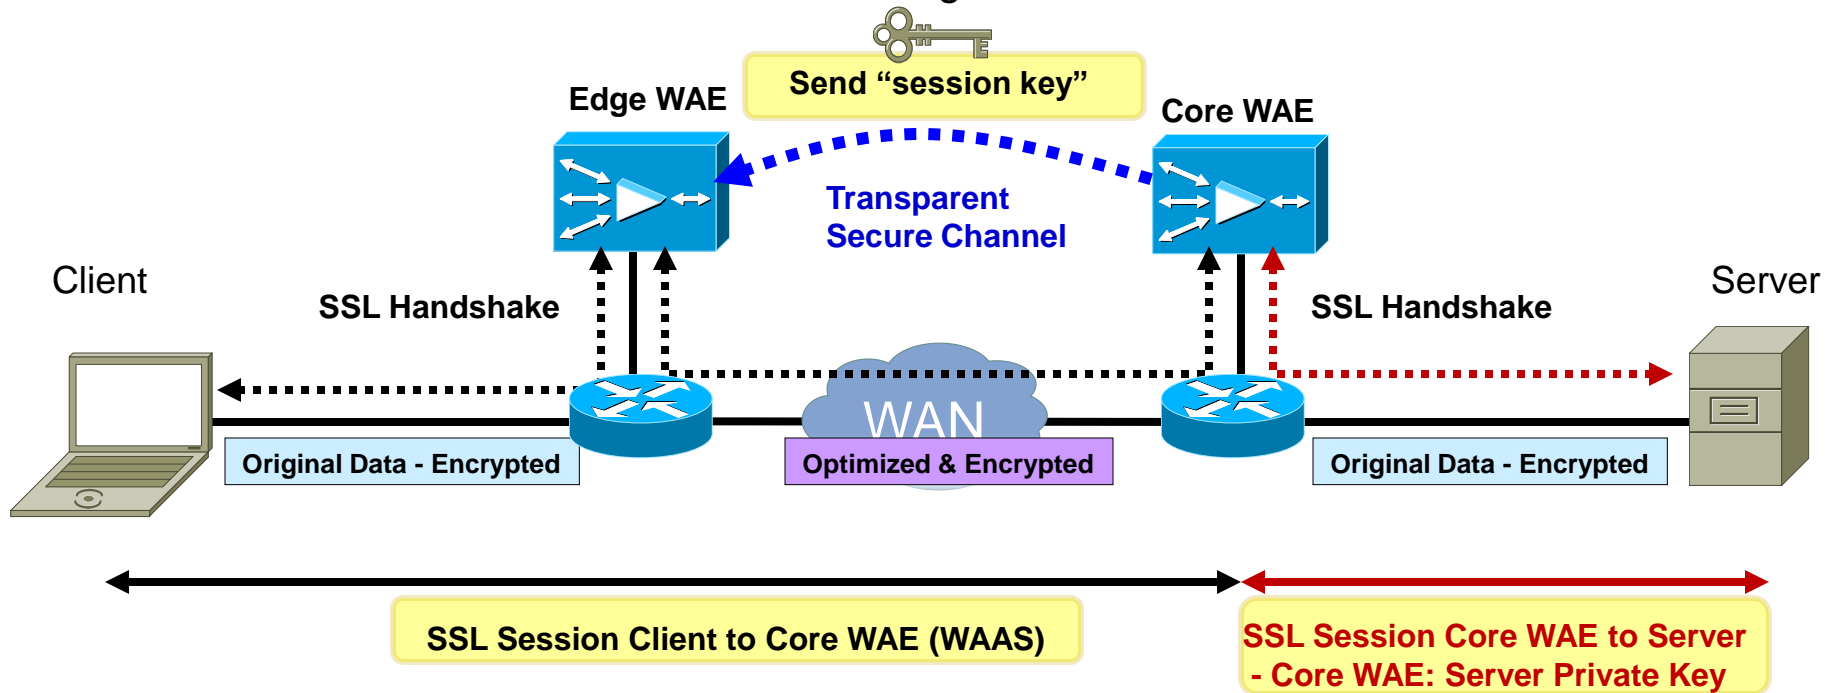 Send “session key”
Edge WAE
Core WAE
Transparent
Secure Channel
Client
Server
SSL Handshake
SSL Handshake
WAN
Original Data - Encrypted
Optimized & Encrypted
Original Data - Encrypted
SSL Session Client to Core WAE (WAAS)
SSL Session Core WAE to Server
- Core WAE: Server Private Key